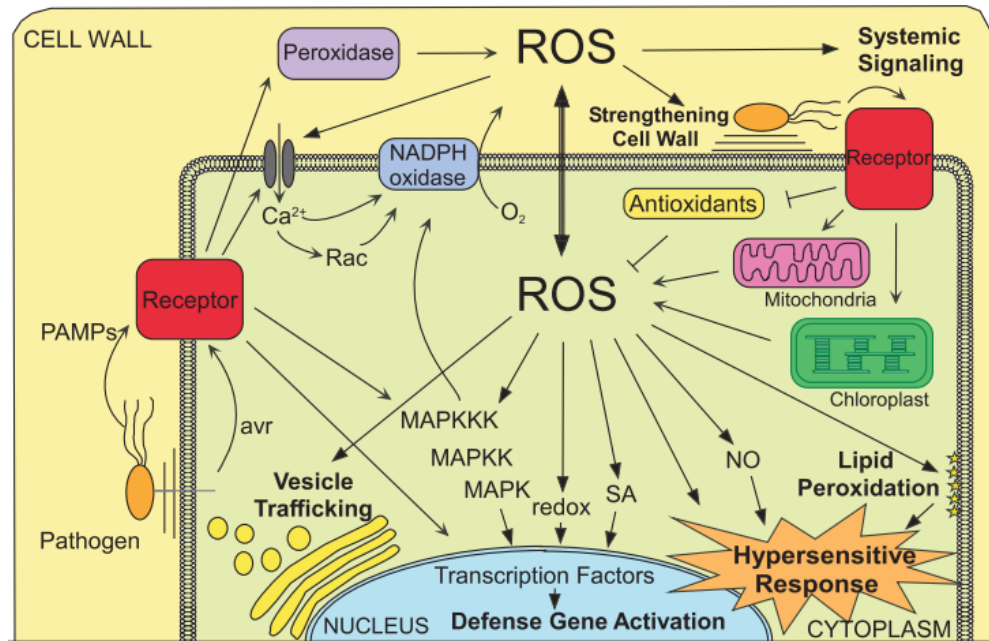 CELL WALL
Peroxidase
ROS
Systemic
Signaling
Strengthening
Cell Wall
NADPH
oxidase
Receptor
Ca²⁺
O₂
Antioxidants
Rac
Mitochondria
Receptor
ROS
PAMPs
Chloroplast
avr
MAPKKK
MAPKK
MAPK
redox
SA
NO
Lipid
Peroxidation
Vesicle
Trafficking
Pathogen
Hypersensitive
Response
Transcription Factors
Defense Gene Activation
NUCLEUS
CYTOPLASM